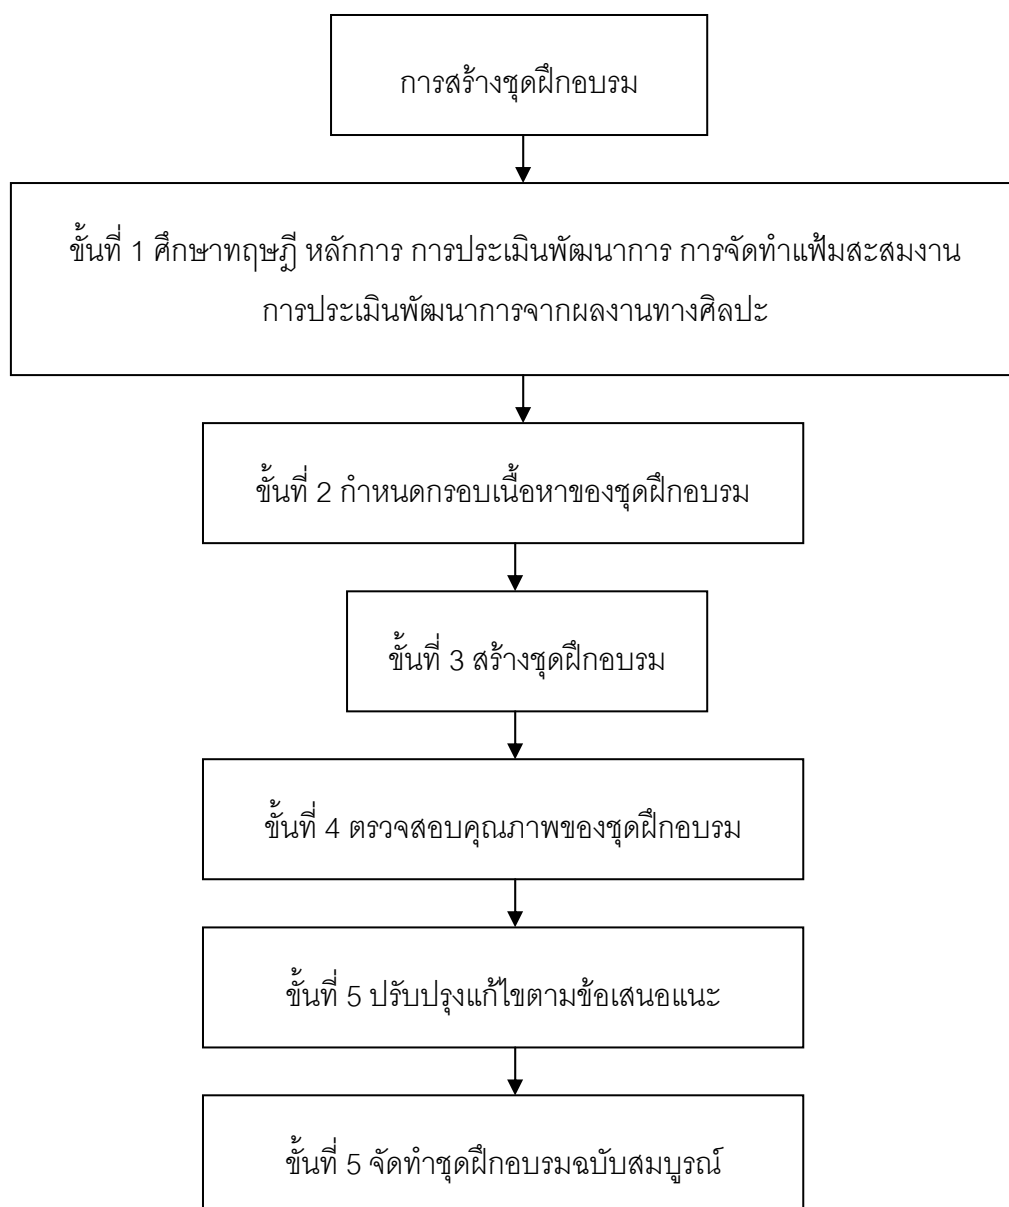 การสร้างชุดฝึกอบรม
ขั้นที่ 1 ศึกษาทฤษฎี หลักการ การประเมินพัฒนาการ การจัดทำแฟ้มสะสมงาน
การประเมินพัฒนาการจากผลงานทางศิลปะ
ขั้นที่ 2 กำหนดกรอบเนื้อหาของชุดฝึกอบรม
ขั้นที่ 3 สร้างชุดฝึกอบรม
ขั้นที่ 4 ตรวจสอบคุณภาพของชุดฝึกอบรม
ขั้นที่ 5 ปรับปรุงแก้ไขตามข้อเสนอแนะ
ขั้นที่ 5 จัดทำชุดฝึกอบรมฉบับสมบูรณ์